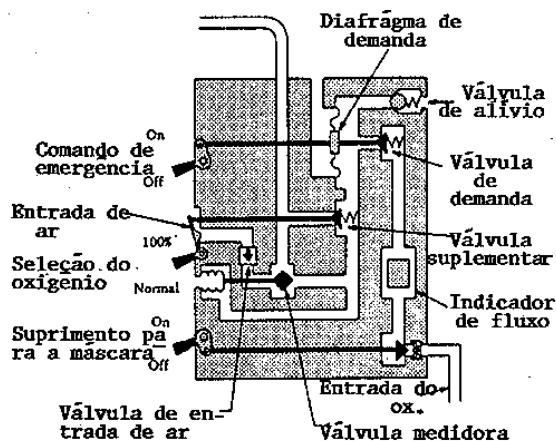 Diafrágma de
demanda
Válvula
de alívio
On
Comando de
emergência
Off
Válvula
de
demanda
Entrada de
ar
100%
Válvula
suplementar
Seleção do
oxigênio
Normal
Indicador
de fluxo
On
Suprimento pa
ra a máscara
Off
Entrada do
ox.
Válvula de en-
trada de ar
Válvula medidora